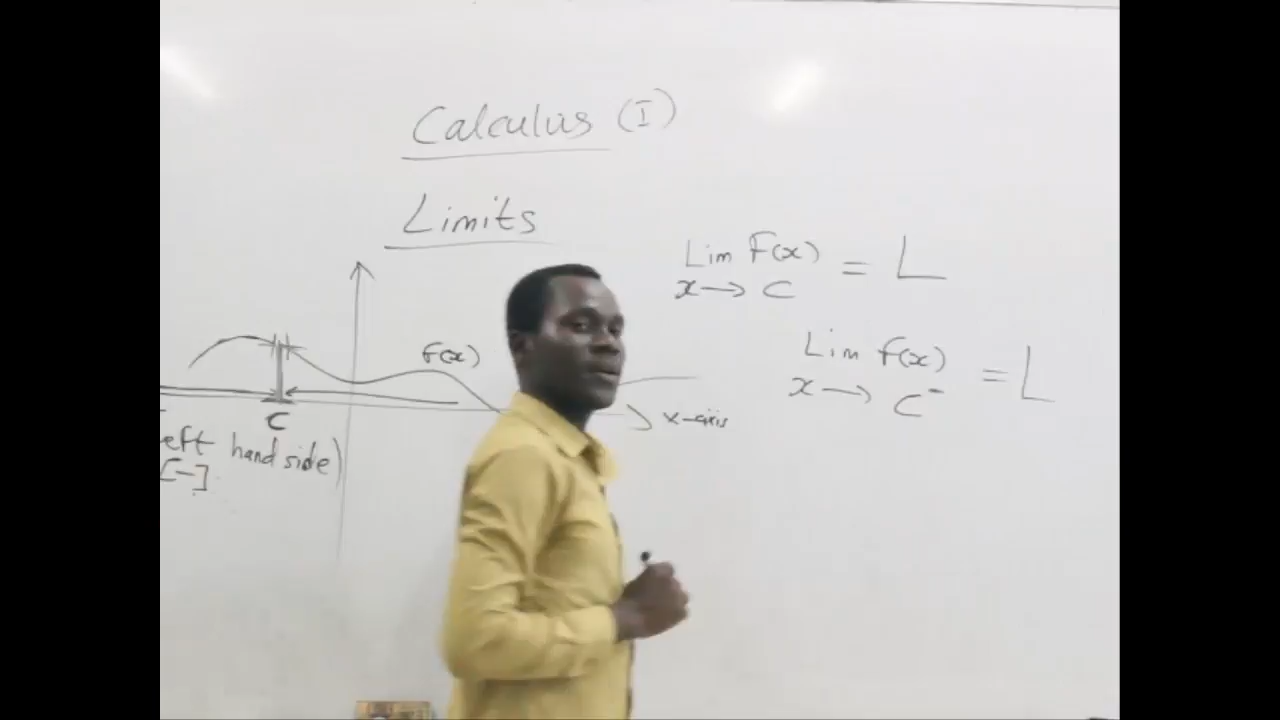 Calculus (I)
Limits
Lim F(x) = L
x → c
Lim f(x) = L
x → c⁻
f(x)
x-axis
c
eft hand side)
[-]